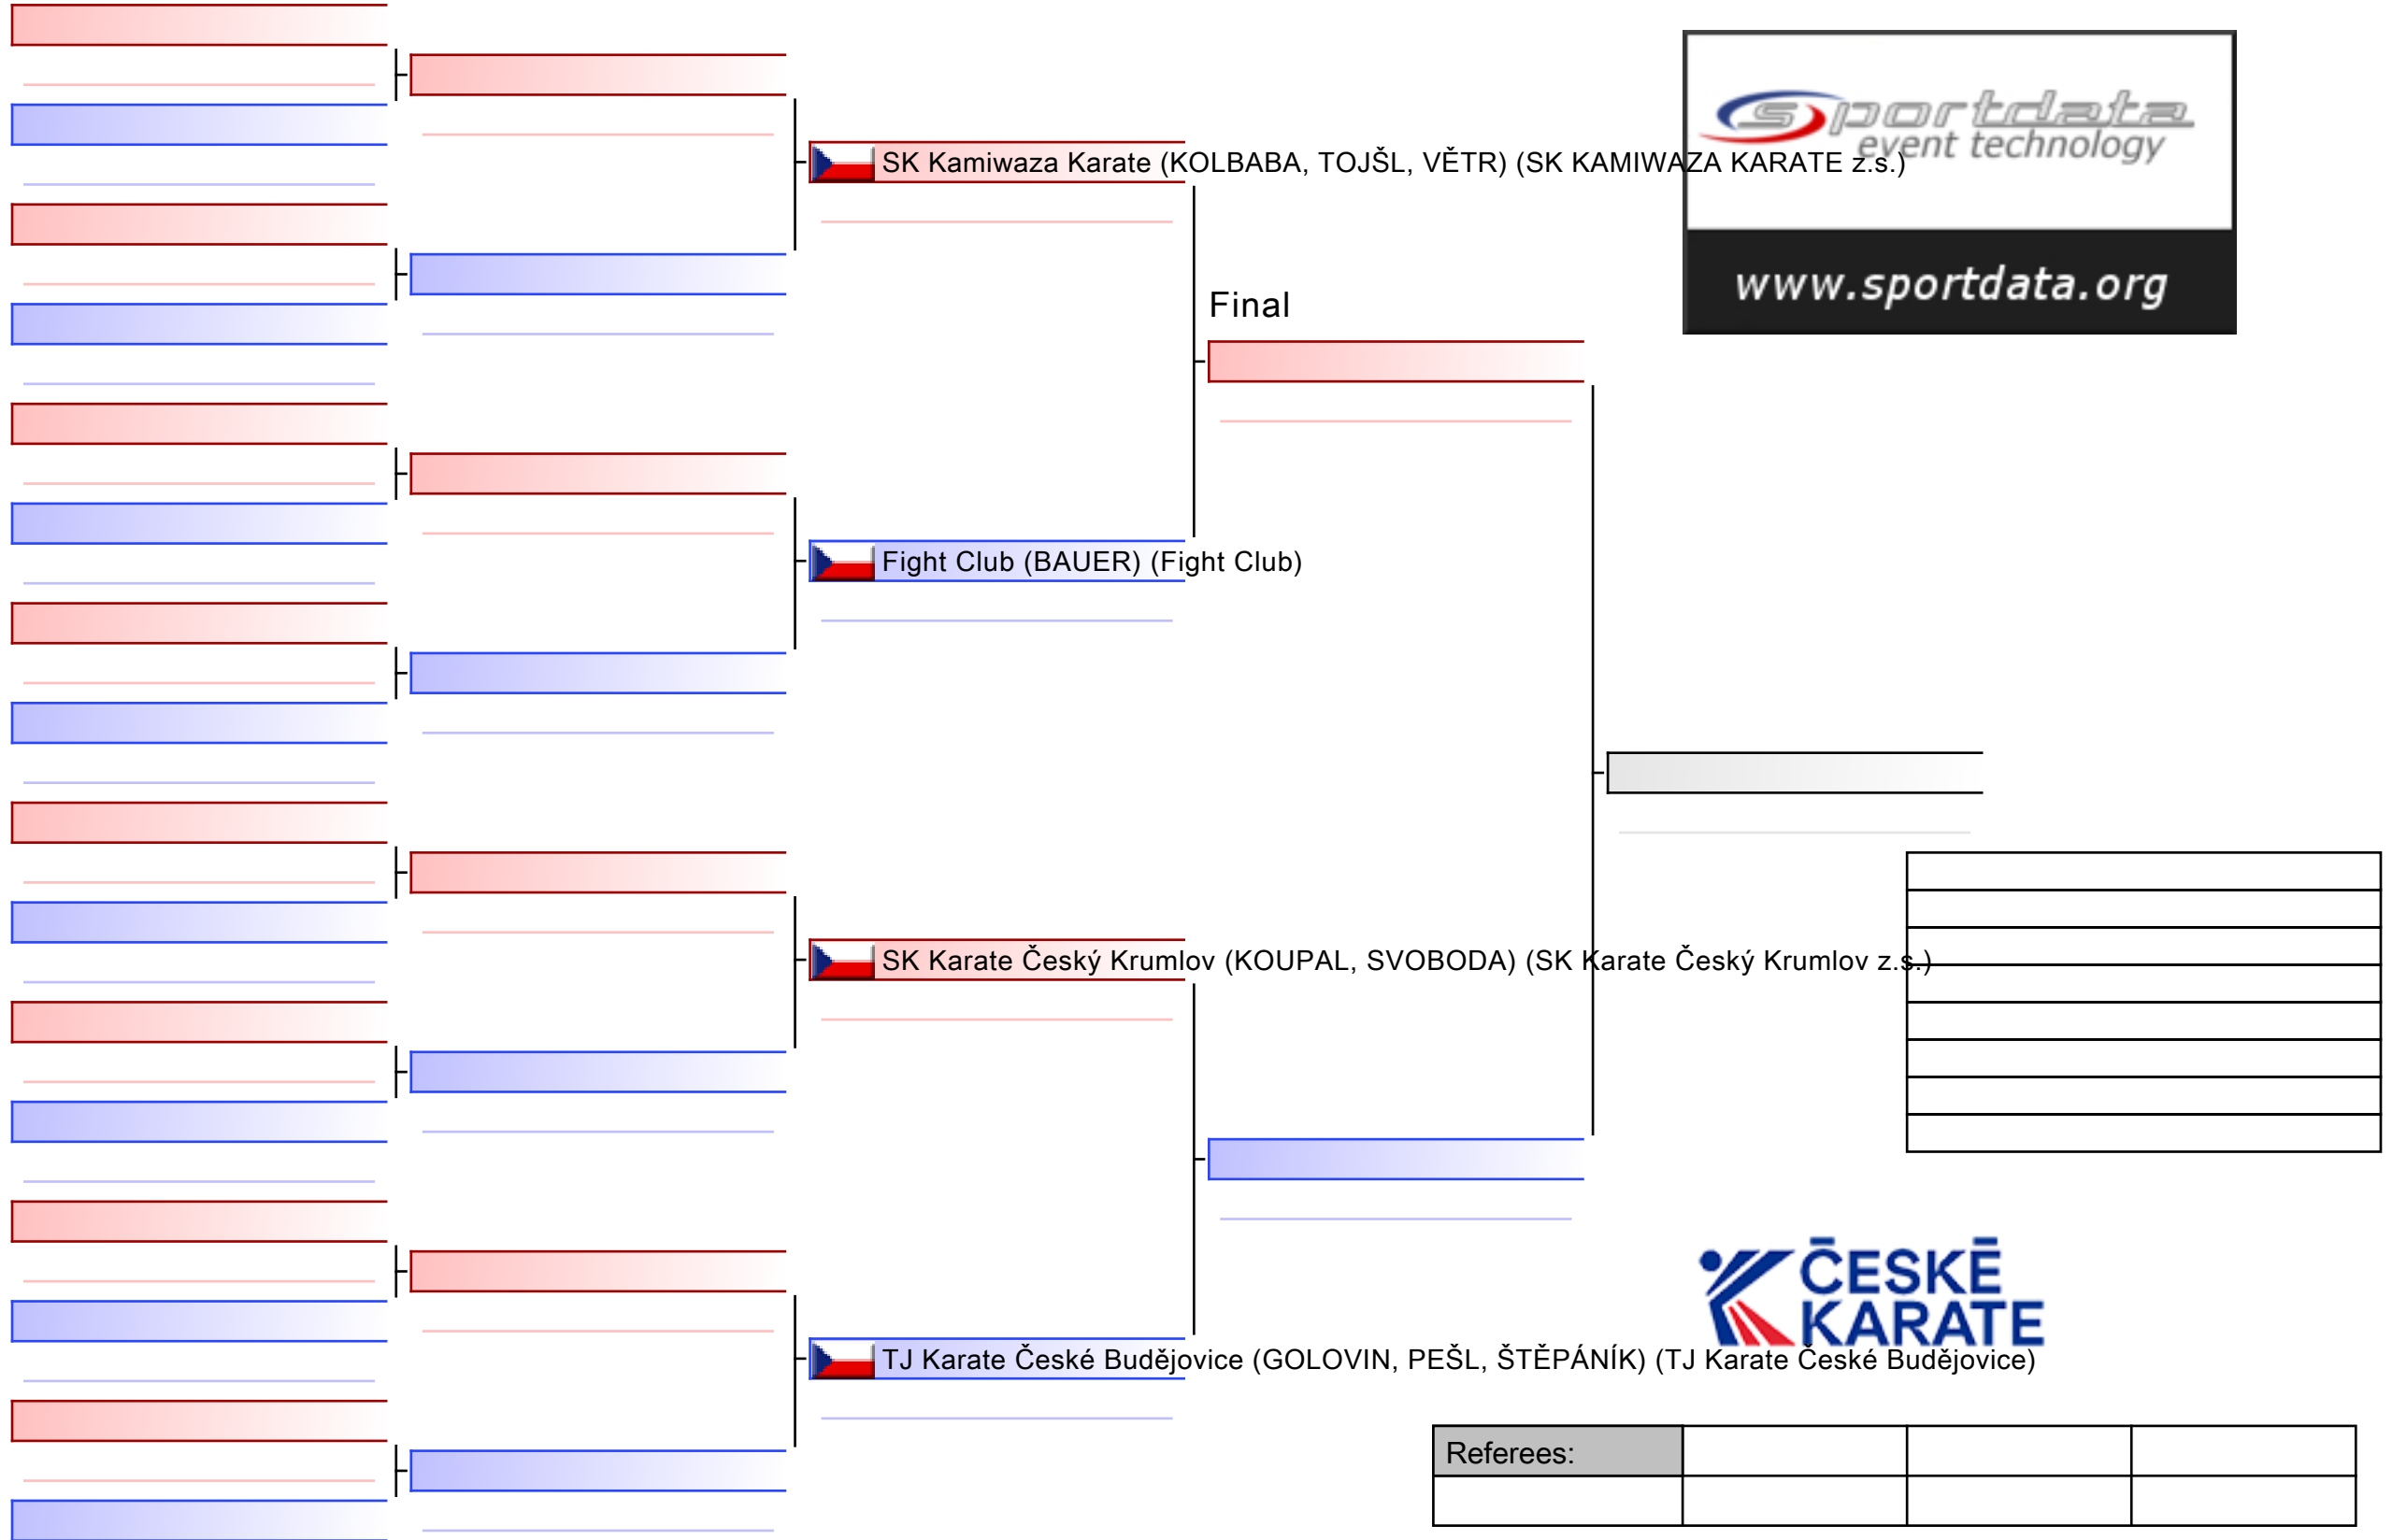 sportdata
event technology
SK Kamiwaza Karate (KOLBABA, TOJŠL, VĚTR) (SK KAMIWAZA KARATE z.s.)
www.sportdata.org
Final
Fight Club (BAUER) (Fight Club)
SK Karate Český Krumlov (KOUPAL, SVOBODA) (SK Karate Český Krumlov z.s.)
ČESKÉ
KARATE
TJ Karate České Budějovice (GOLOVIN, PEŠL, ŠTĚPÁNÍK) (TJ Karate České Budějovice)
Referees: